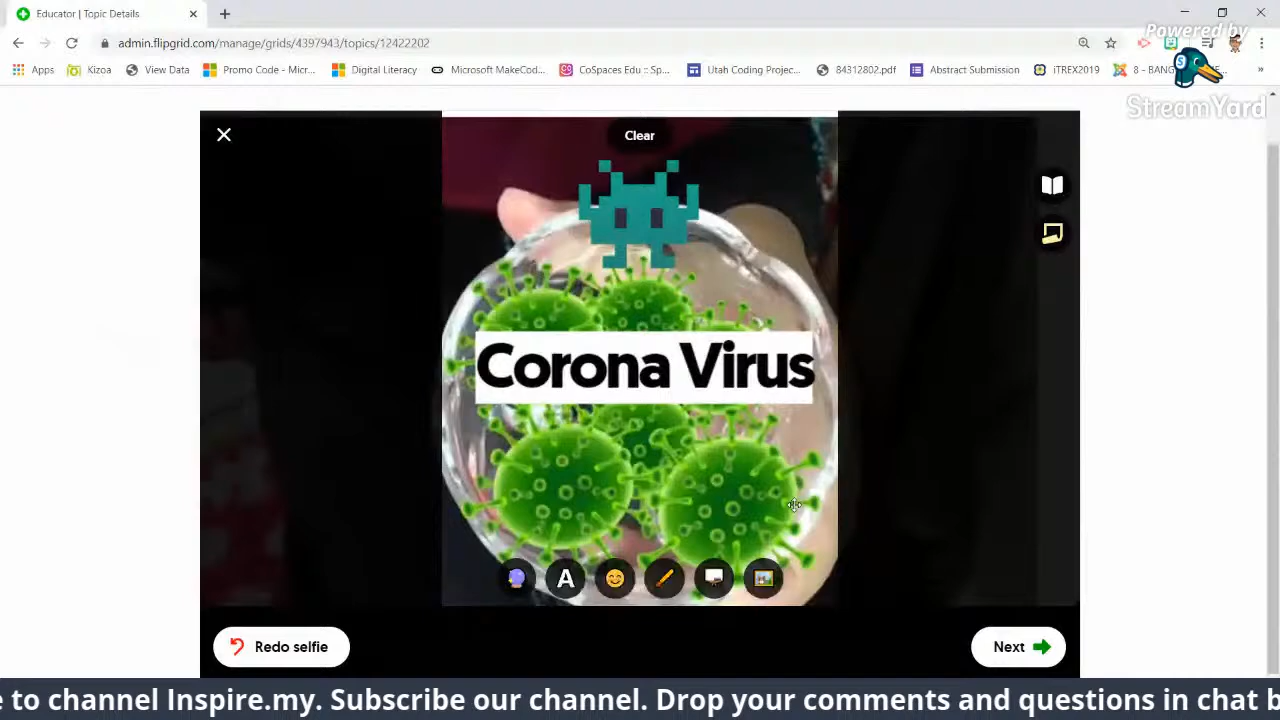 Educator | Topic Details
admin.flipgrid.com/manage/grids/4397943/topics/12422202
Powered by
Apps
Kizoa
View Data
Promo Code - Micr...
Digital Literacy
Microsoft MakeCod...
CoSpaces Edu :: Sp...
Utah Coding Projec...
84312802.pdf
Abstract Submission
iTREX2019
StreamYard
Clear
Corona Virus
A
Redo selfie
Next
e to channel Inspire.my. Subscribe our channel. Drop your comments and questions in chat b